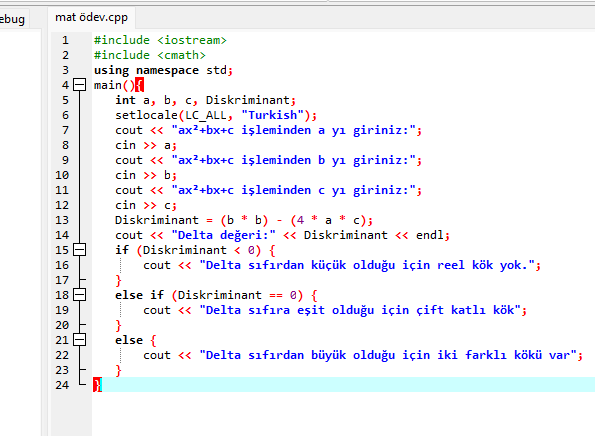 ebug
mat ödev.cpp
1 #include <iostream>
2 #include <cmath>
3 using namespace std;
4 main(){
5 int a, b, c, Diskriminant;
6 setlocale(LC_ALL, "Turkish");
7 cout << "ax²+bx+c işleminden a yı giriniz:";
8 cin >> a;
9 cout << "ax²+bx+c işleminden b yı giriniz:";
10 cin >> b;
11 cout << "ax²+bx+c işleminden c yı giriniz:";
12 cin >> c;
13 Diskriminant = (b * b) - (4 * a * c);
14 cout << "Delta değeri:" << Diskriminant << endl;
15 if (Diskriminant < 0) {
16 cout << "Delta sıfırdan küçük olduğu için reel kök yok.";
17 }
18 else if (Diskriminant == 0) {
19 cout << "Delta sıfıra eşit olduğu için çift katlı kök";
20 }
21 else {
22 cout << "Delta sıfırdan büyük olduğu için iki farklı kökü var";
23 }
24 }